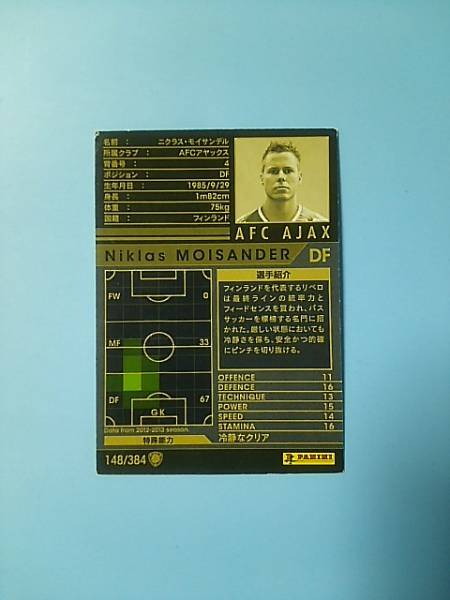 名前 : ニクラス・モイサンデル
所属クラブ : AFCアヤックス
背番号 : 4
ポジション : DF
生年月日 : 1985/9/29
身長 : 1m82cm
体重 : 75kg
国籍 : フィンランド
AFC AJAX
Niklas MOISANDER DF
FW 0
MF 33
DF 67
GK
Data from 2012-2013 season.
選手紹介
フィンランドを代表するリベロ
は最終ラインの統率力と
フィードセンスを買われ、パス
サッカーを標榜する名門に招
かれた。厳しい状態においても
冷静さを保ち、安全かつ的確
にピンチを切り抜ける。
OFFENCE 11
DEFENCE 16
TECHNIQUE 13
POWER 15
SPEED 14
STAMINA 16
特殊能力 冷静なクリア
148/384
PANINI